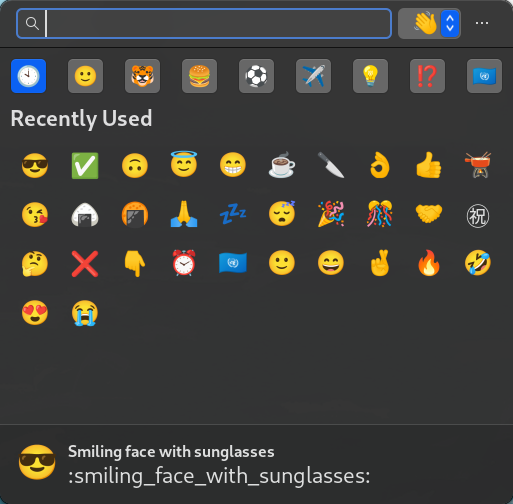 Recently Used
Smiling face with sunglasses
:smiling_face_with_sunglasses: